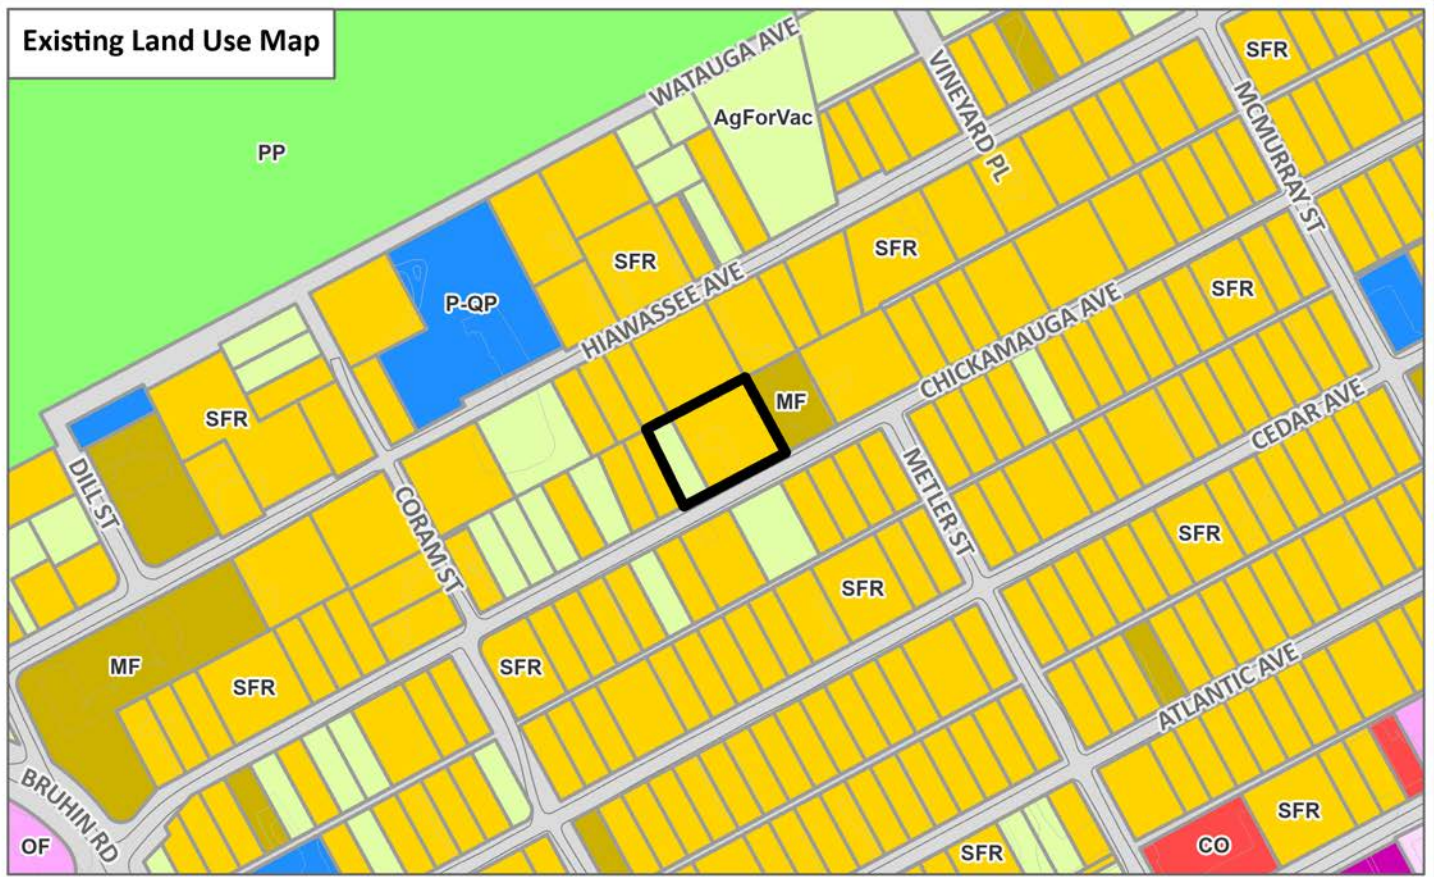 Existing Land Use Map
WATAUGA AVE
VINEYARD PL
SFR
MCMURRAY ST
AgForVac
PP
SFR
SFR
HIAWASSEE AVE
P-QP
SFR
CHICKAMAUGA AVE
MF
CEDAR AVE
SFR
DILL ST
CORAM ST
METLER ST
SFR
SFR
MF
SFR
SFR
ATLANTIC AVE
BRUHIN RD
OF
SFR
CO
SFR